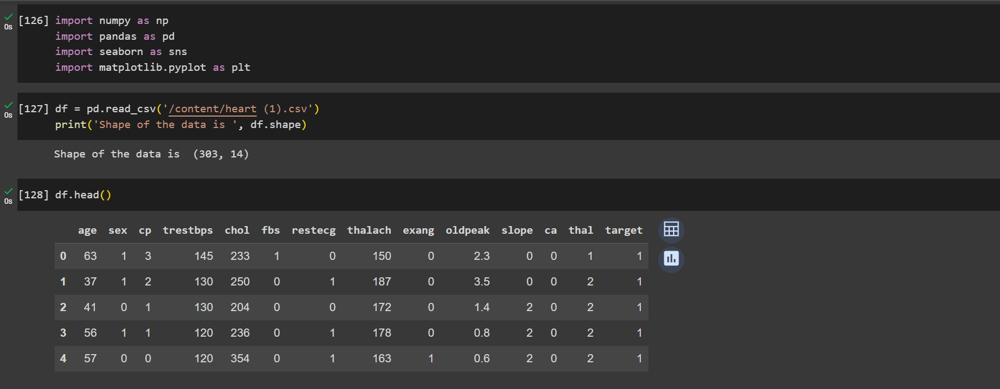 0s
[126] import numpy as np
import pandas as pd
import seaborn as sns
import matplotlib.pyplot as plt
0s
[127] df = pd.read_csv('/content/heart (1).csv')
print('Shape of the data is ', df.shape)
Shape of the data is  (303, 14)
0s
[128] df.head()
age sex cp trestbps chol fbs restecg thalach exang oldpeak slope ca thal target
0 63 1 3 145 233 1 0 150 0 2.3 0 0 1 1
1 37 1 2 130 250 0 1 187 0 3.5 0 0 2 1
2 41 0 1 130 204 0 0 172 0 1.4 2 0 2 1
3 56 1 1 120 236 0 1 178 0 0.8 2 0 2 1
4 57 0 0 120 354 0 1 163 1 0.6 2 0 2 1